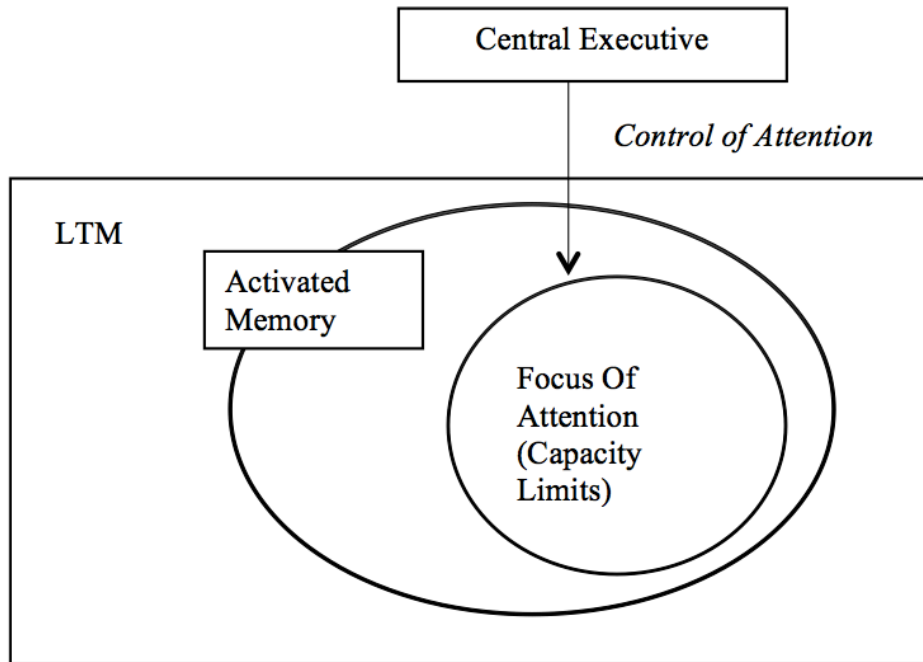 Central Executive
Control of Attention
LTM
Activated
Memory
Focus Of
Attention
(Capacity
Limits)